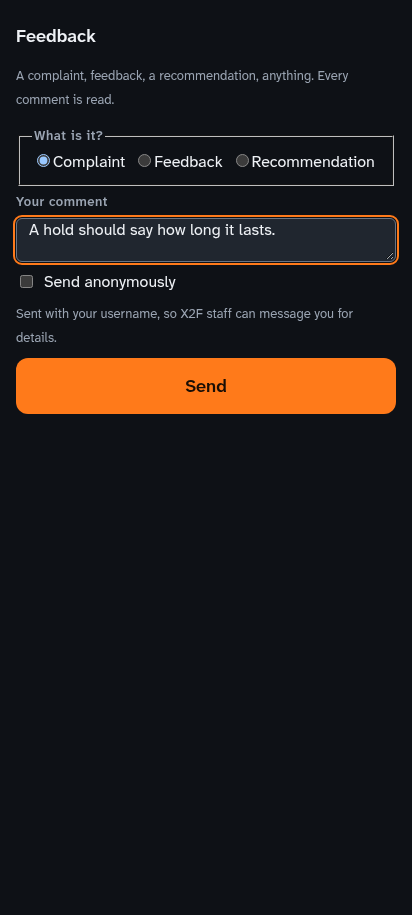 Feedback
A complaint, feedback, a recommendation, anything. Every
comment is read.
What is it?
Complaint
Feedback
Recommendation
Your comment
A hold should say how long it lasts.
Send anonymously
Sent with your username, so X2F staff can message you for
details.
Send